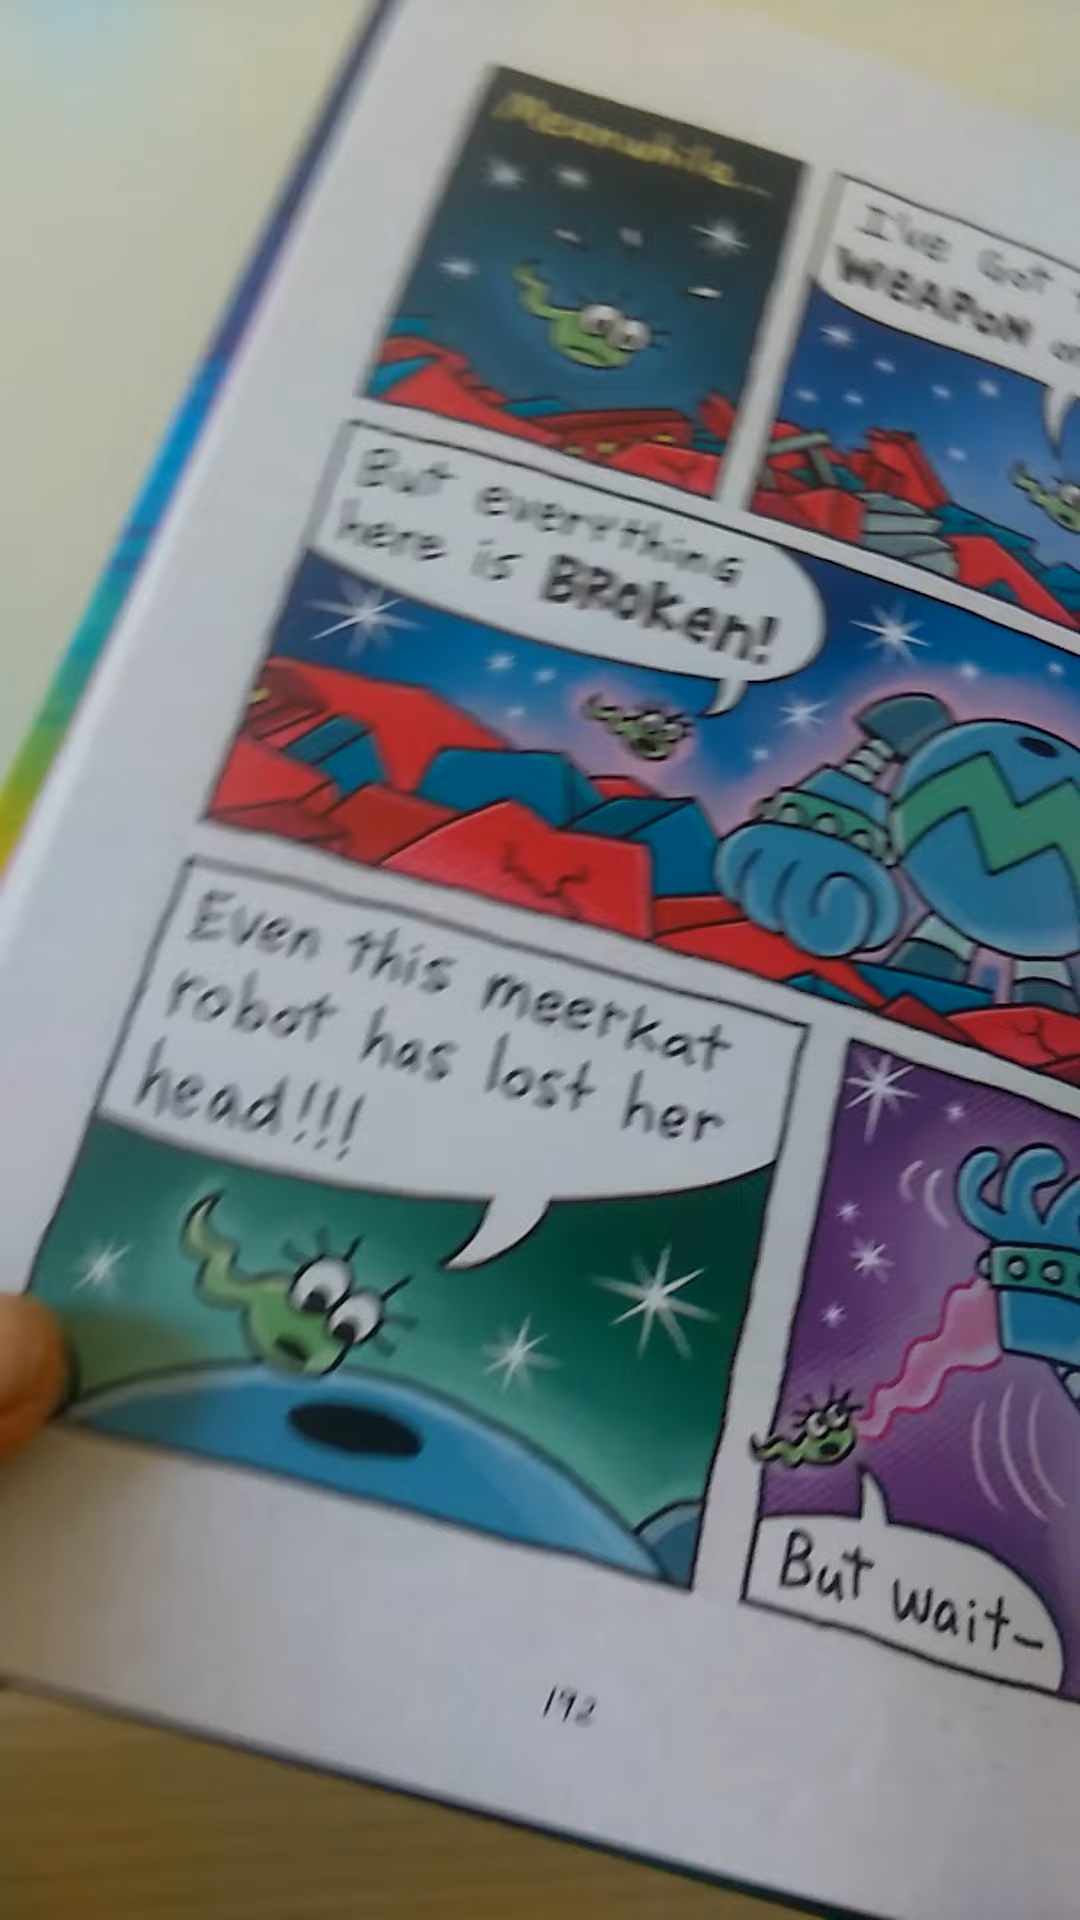 Meanwhile...
I've Got
WEAPON
But everything
here is BROKen!
Even this meerkat
robot has lost her
head!!!
But wait-
192